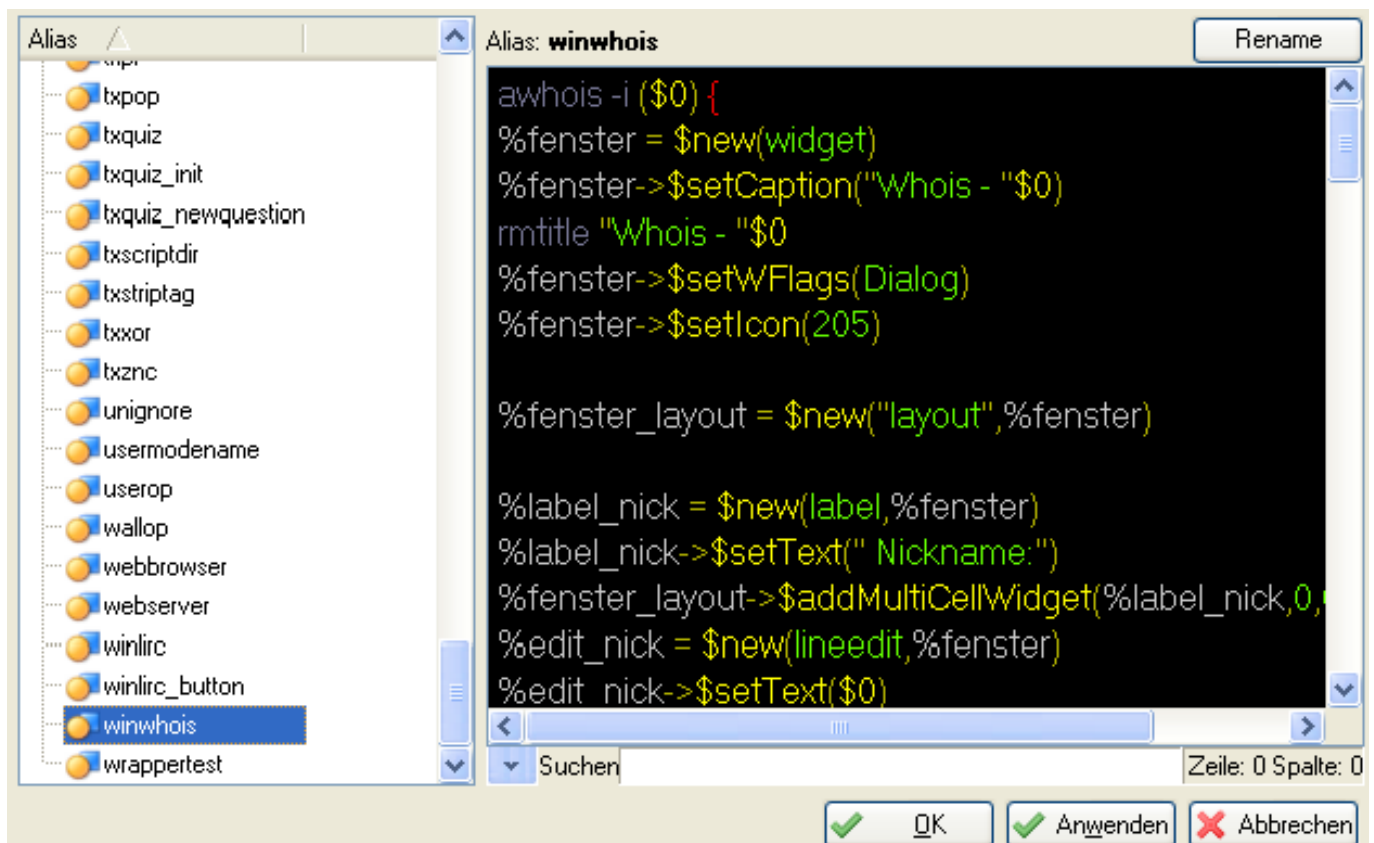 Alias
txpop
txquiz
txquiz_init
txquiz_newquestion
txscriptdir
txstriptag
txxor
txznc
unignore
usermodename
userop
wallop
webbrowser
webserver
winlirc
winlirc_button
winwhois
wrappertest
Alias: winwhois
Rename
awhois -i ($0) {
%fenster = $new(widget)
%fenster->$setCaption("Whois - "$0)
rmtitle "Whois - "$0
%fenster->$setWFlags(Dialog)
%fenster->$setIcon(205)
%fenster_layout = $new("layout",%fenster)
%label_nick = $new(label,%fenster)
%label_nick->$setText(" Nickname:")
%fenster_layout->$addMultiCellWidget(%label_nick,0,
%edit_nick = $new(lineedit,%fenster)
%edit_nick->$setText($0)
Suchen
Zeile: 0 Spalte: 0
OK
Anwenden
Abbrechen